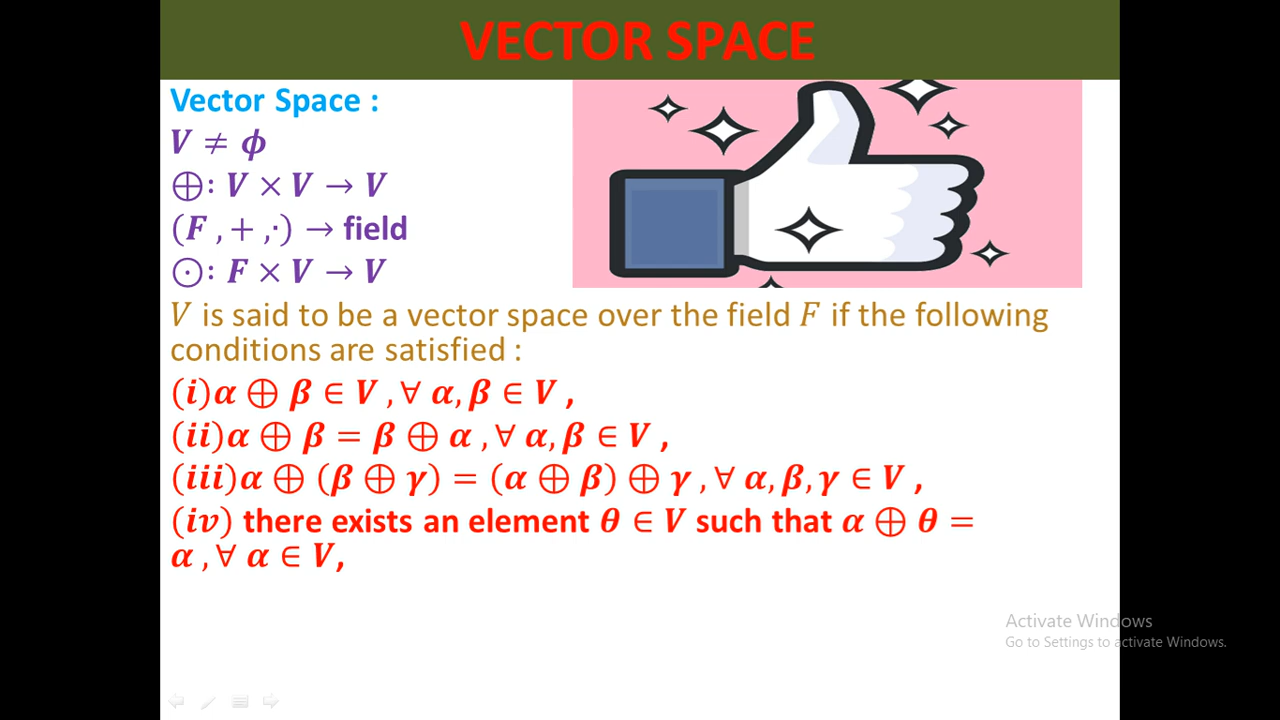 VECTOR SPACE
Vector Space :
V ≠ ϕ
⊕: V × V → V
(F , + ,·) → field
⊙: F × V → V
V is said to be a vector space over the field F if the following
conditions are satisfied :
(i)α ⊕ β ∈ V , ∀ α, β ∈ V ,
(ii)α ⊕ β = β ⊕ α , ∀ α, β ∈ V ,
(iii)α ⊕ (β ⊕ γ) = (α ⊕ β) ⊕ γ , ∀ α, β, γ ∈ V ,
(iv) there exists an element θ ∈ V such that α ⊕ θ =
α , ∀ α ∈ V,
Activate Windows
Go to Settings to activate Windows.